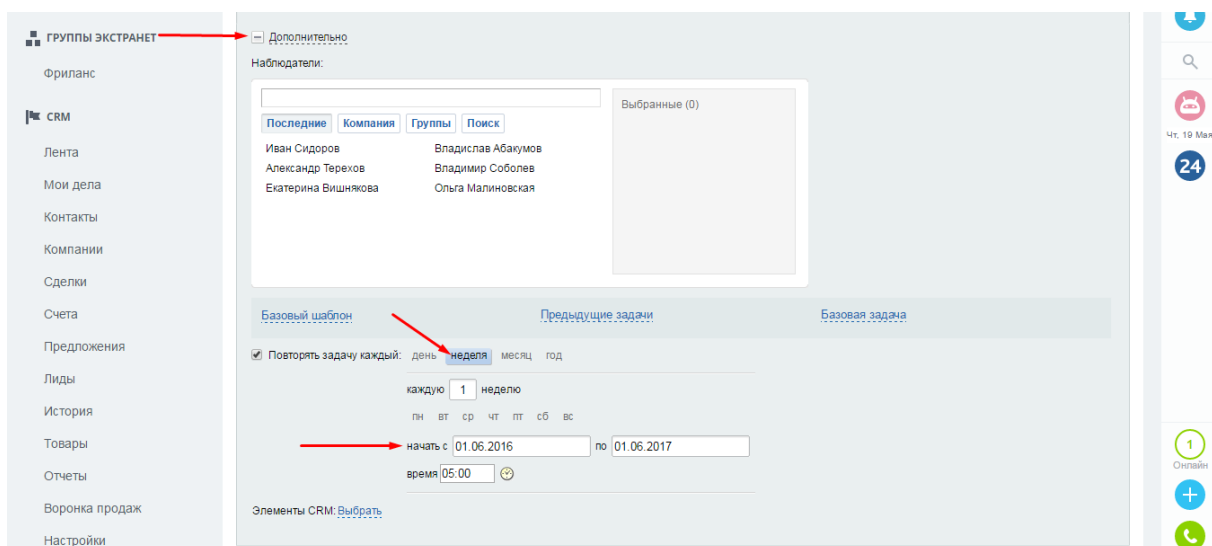 ГРУППЫ ЭКСТРАНЕТ
Фриланс
CRM
Лента
Мои дела
Контакты
Компании
Сделки
Счета
Предложения
Лиды
История
Товары
Отчеты
Воронка продаж
Настройки
Дополнительно
Наблюдатели:
Последние Компания Группы Поиск
Иван Сидоров Владислав Абакумов
Александр Терехов Владимир Соболев
Екатерина Вишнякова Ольга Малиновская
Выбранные (0)
Базовый шаблон Предыдущие задачи Базовая задача
Повторять задачу каждый: день неделя месяц год
каждую 1 неделю
пн вт ср чт пт сб вс
начать с 01.06.2016 по 01.06.2017
время 05:00
Элементы CRM: Выбрать
Чт, 19 Мая
24
1
Онлайн